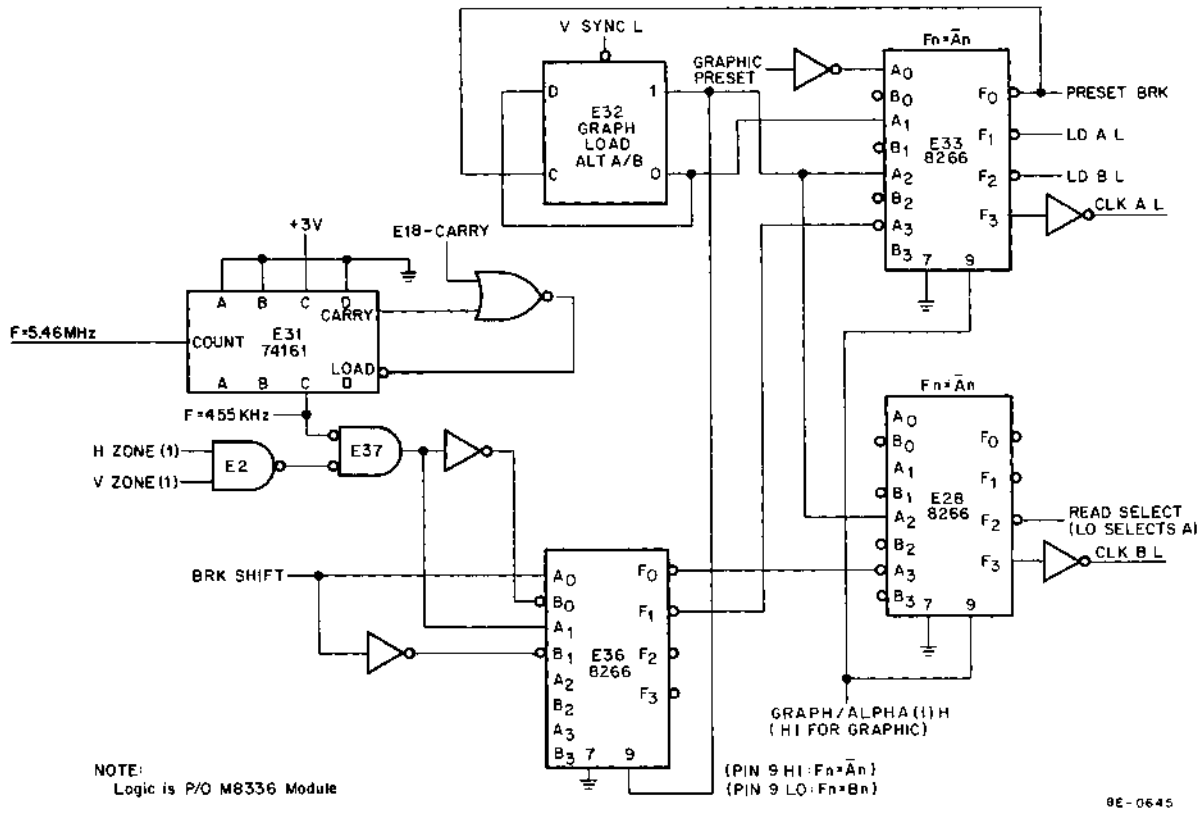 V SYNC L
D
1
E32
GRAPH
LOAD
ALT A/B
C
0
GRAPHIC
PRESET
Fn=A̅n
A0
B0
A1
B1
A2
B2
A3
B3
E33
8266
F0
F1
F2
F3
7
9
PRESET BRK
LD A L
LD B L
CLK A L
+3V
E18-CARRY
A
B
C
D
CARRY
F=5.46MHz
COUNT
E31
74161
LOAD
A
B
C
D
F=455KHz
H ZONE (1)
V ZONE (1)
E2
E37
Fn=A̅n
A0
B0
A1
B1
A2
B2
A3
B3
E28
8266
F0
F1
F2
F3
7
9
READ SELECT
(LO SELECTS A)
CLK B L
BRK SHIFT
A0
B0
A1
B1
A2
B2
A3
B3
E36
8266
F0
F1
F2
F3
7
9
GRAPH/ALPHA (1) H
(HI FOR GRAPHIC)
(PIN 9 HI:Fn=A̅n)
(PIN 9 LO:Fn=Bn)
NOTE:
Logic is P/O M8336 Module
8E-0645